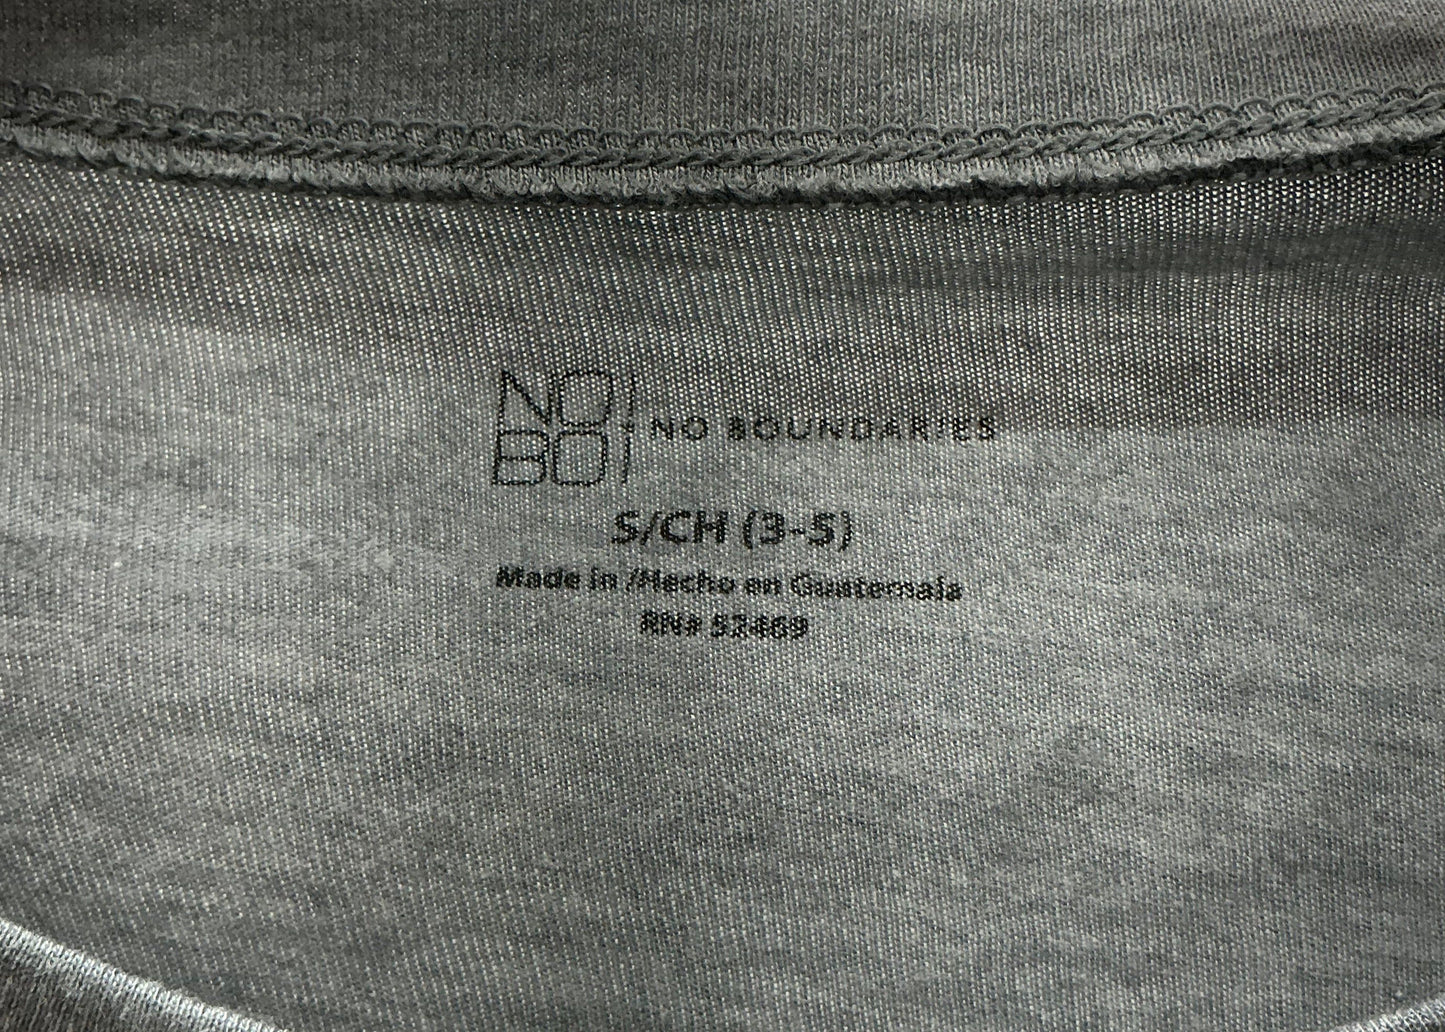 NO
BO
NO BOUNDARIES
S/CH (3-5)
Made in /Hecho en Guatemala
RN# 52469